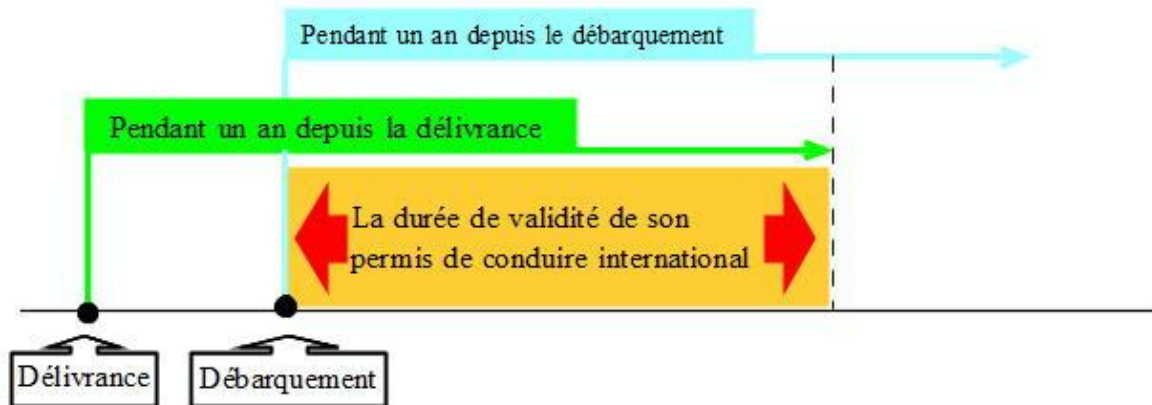 Pendant un an depuis le débarquement
Pendant un an depuis la délivrance
La durée de validité de son
permis de conduire international
Délivrance
Débarquement